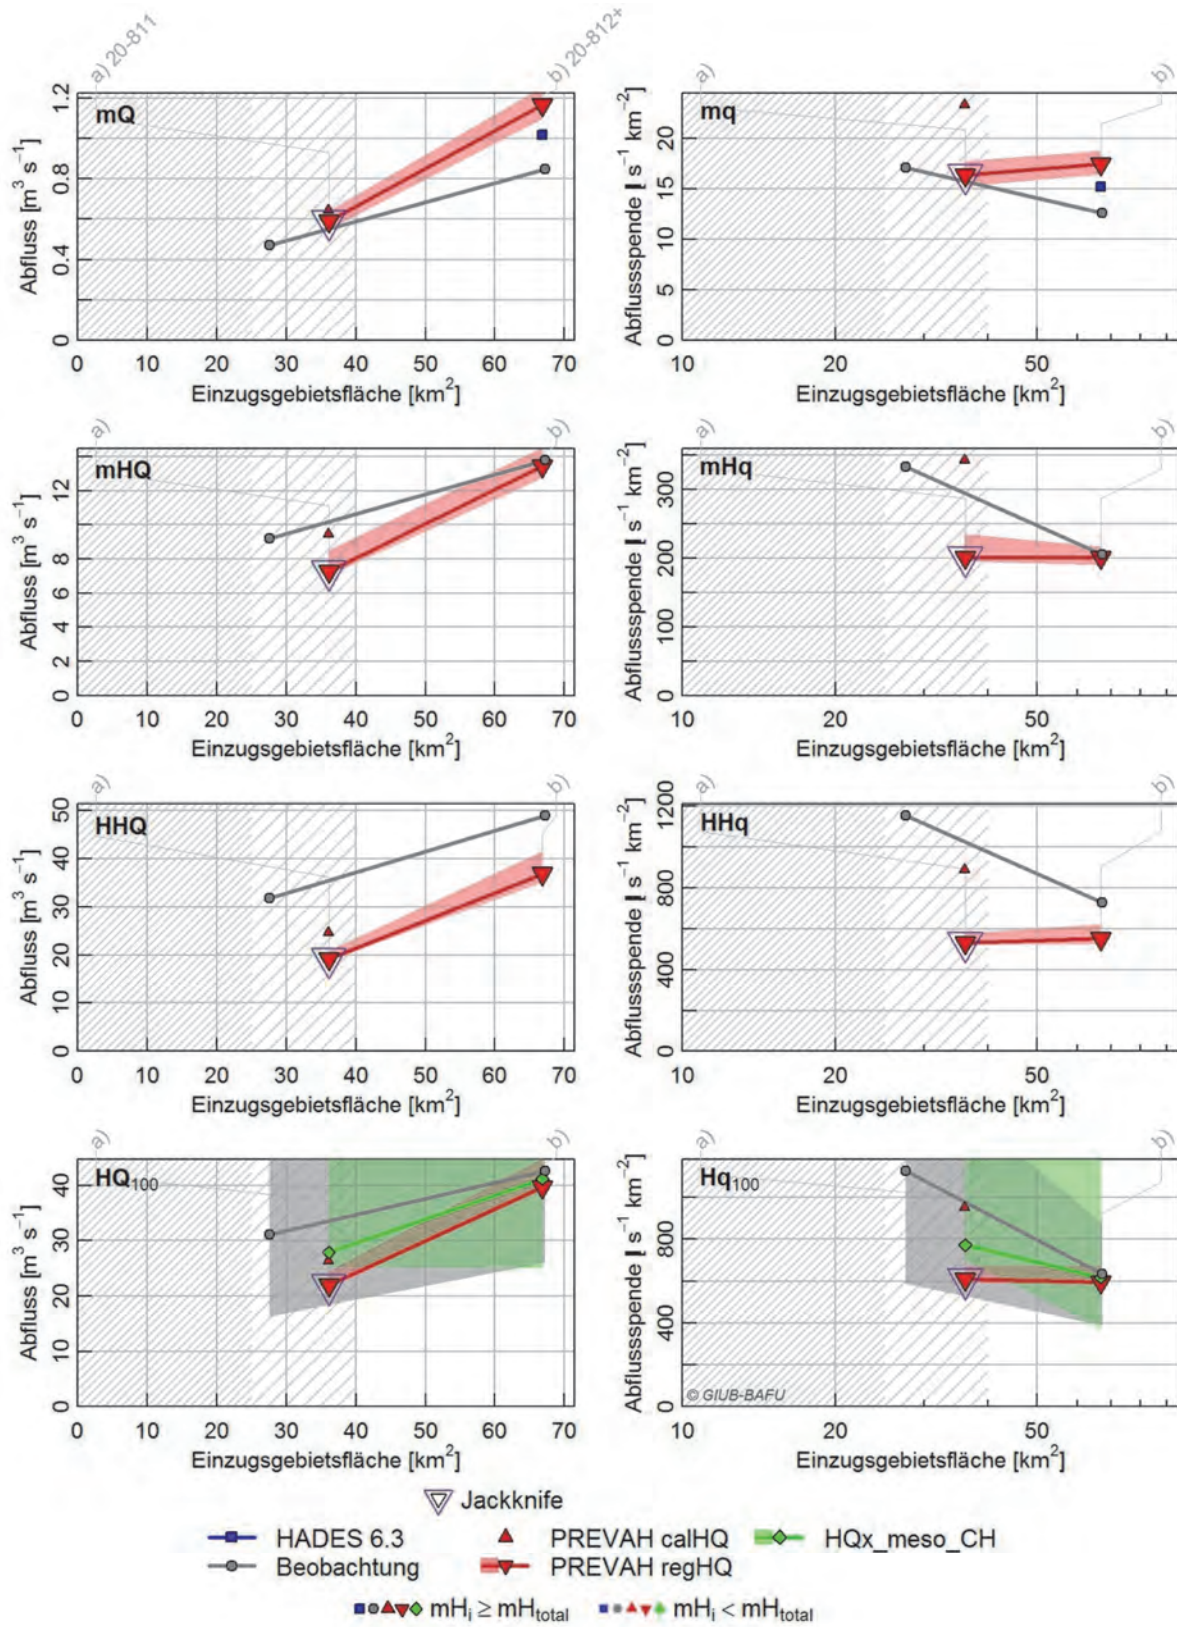 a) 20-811
b) 20-812+
b)
mQ
Abfluss [m³ s⁻¹]
0 0.4 0.8 1.2
0 10 20 30 40 50 60 70
Einzugsgebietsfläche [km²]
mq
Abflussspende [l s⁻¹ km⁻²]
0 5 10 15 20
10 20 50
Einzugsgebietsfläche [km²]
a)
b)
a)
b)
mHQ
Abfluss [m³ s⁻¹]
0 2 4 6 8 12
0 10 20 30 40 50 60 70
Einzugsgebietsfläche [km²]
mHq
Abflussspende [l s⁻¹ km⁻²]
0 100 200 300
10 20 50
Einzugsgebietsfläche [km²]
a)
b)
a)
b)
HHQ
Abfluss [m³ s⁻¹]
0 10 20 30 40 50
0 10 20 30 40 50 60 70
Einzugsgebietsfläche [km²]
HHq
Abflussspende [l s⁻¹ km⁻²]
0 400 800 1200
10 20 50
Einzugsgebietsfläche [km²]
a)
b)
a)
b)
HQ₁₀₀
Abfluss [m³ s⁻¹]
0 10 20 30 40
0 10 20 30 40 50 60 70
Einzugsgebietsfläche [km²]
Hq₁₀₀
Abflussspende [l s⁻¹ km⁻²]
0 400 800
© GIUB-BAFU
10 20 50
Einzugsgebietsfläche [km²]
Jackknife
HADES 6.3 PREVAH calHQ HQx_meso_CH
Beobachtung PREVAH regHQ
mHᵢ ≥ mH_total mHᵢ < mH_total